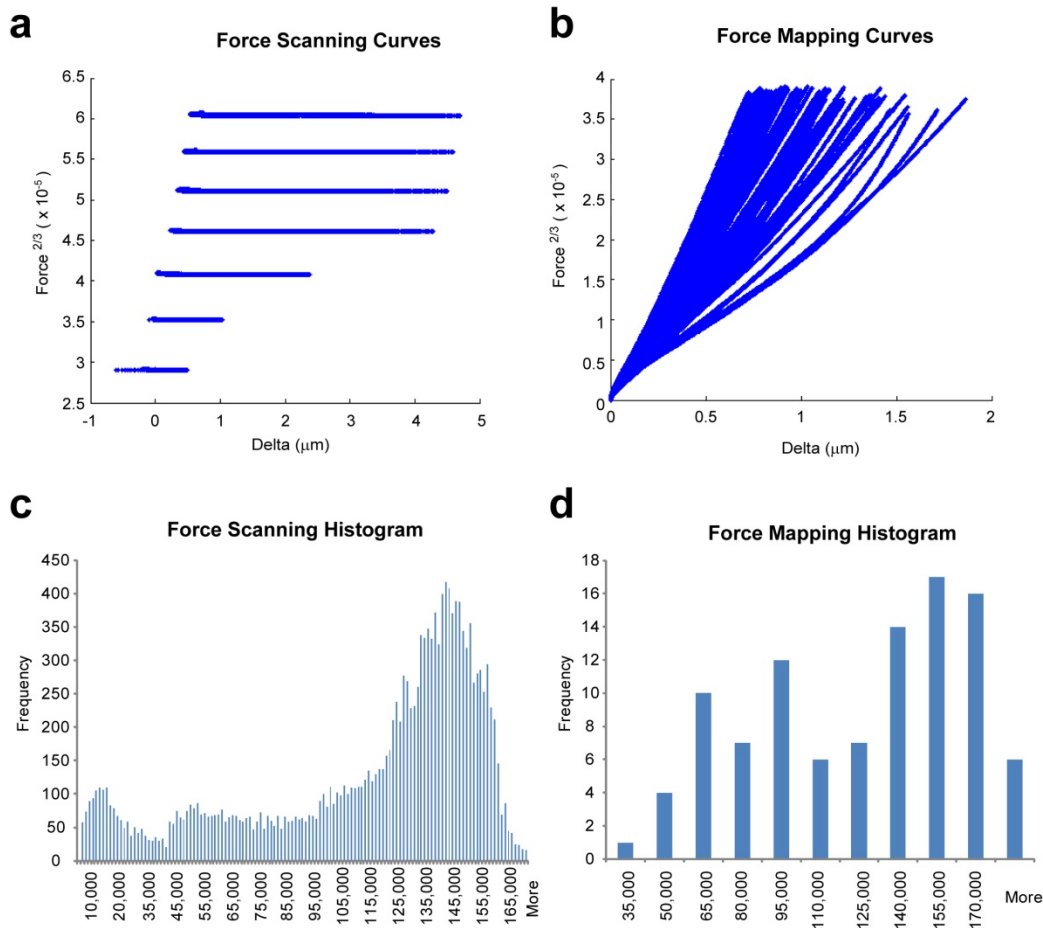 a
Force Scanning Curves
6.5
6
5.5
5
4.5
4
3.5
3
2.5
Force 2/3 ( x 10-5)
-1 0 1 2 3 4 5
Delta (μm)
b
Force Mapping Curves
4
3.5
3
2.5
2
1.5
1
0.5
0
Force 2/3 ( x 10-5)
0 0.5 1 1.5 2
Delta (μm)
c
Force Scanning Histogram
450
400
350
300
250
200
150
100
50
0
Frequency
10,000 20,000 25,000 35,000 45,000 55,000 65,000 75,000 85,000 95,000 105,000 115,000 125,000 135,000 145,000 155,000 165,000 More
d
Force Mapping Histogram
18
16
14
12
10
8
6
4
2
0
Frequency
35,000 50,000 65,000 80,000 95,000 110,000 125,000 140,000 155,000 170,000 More